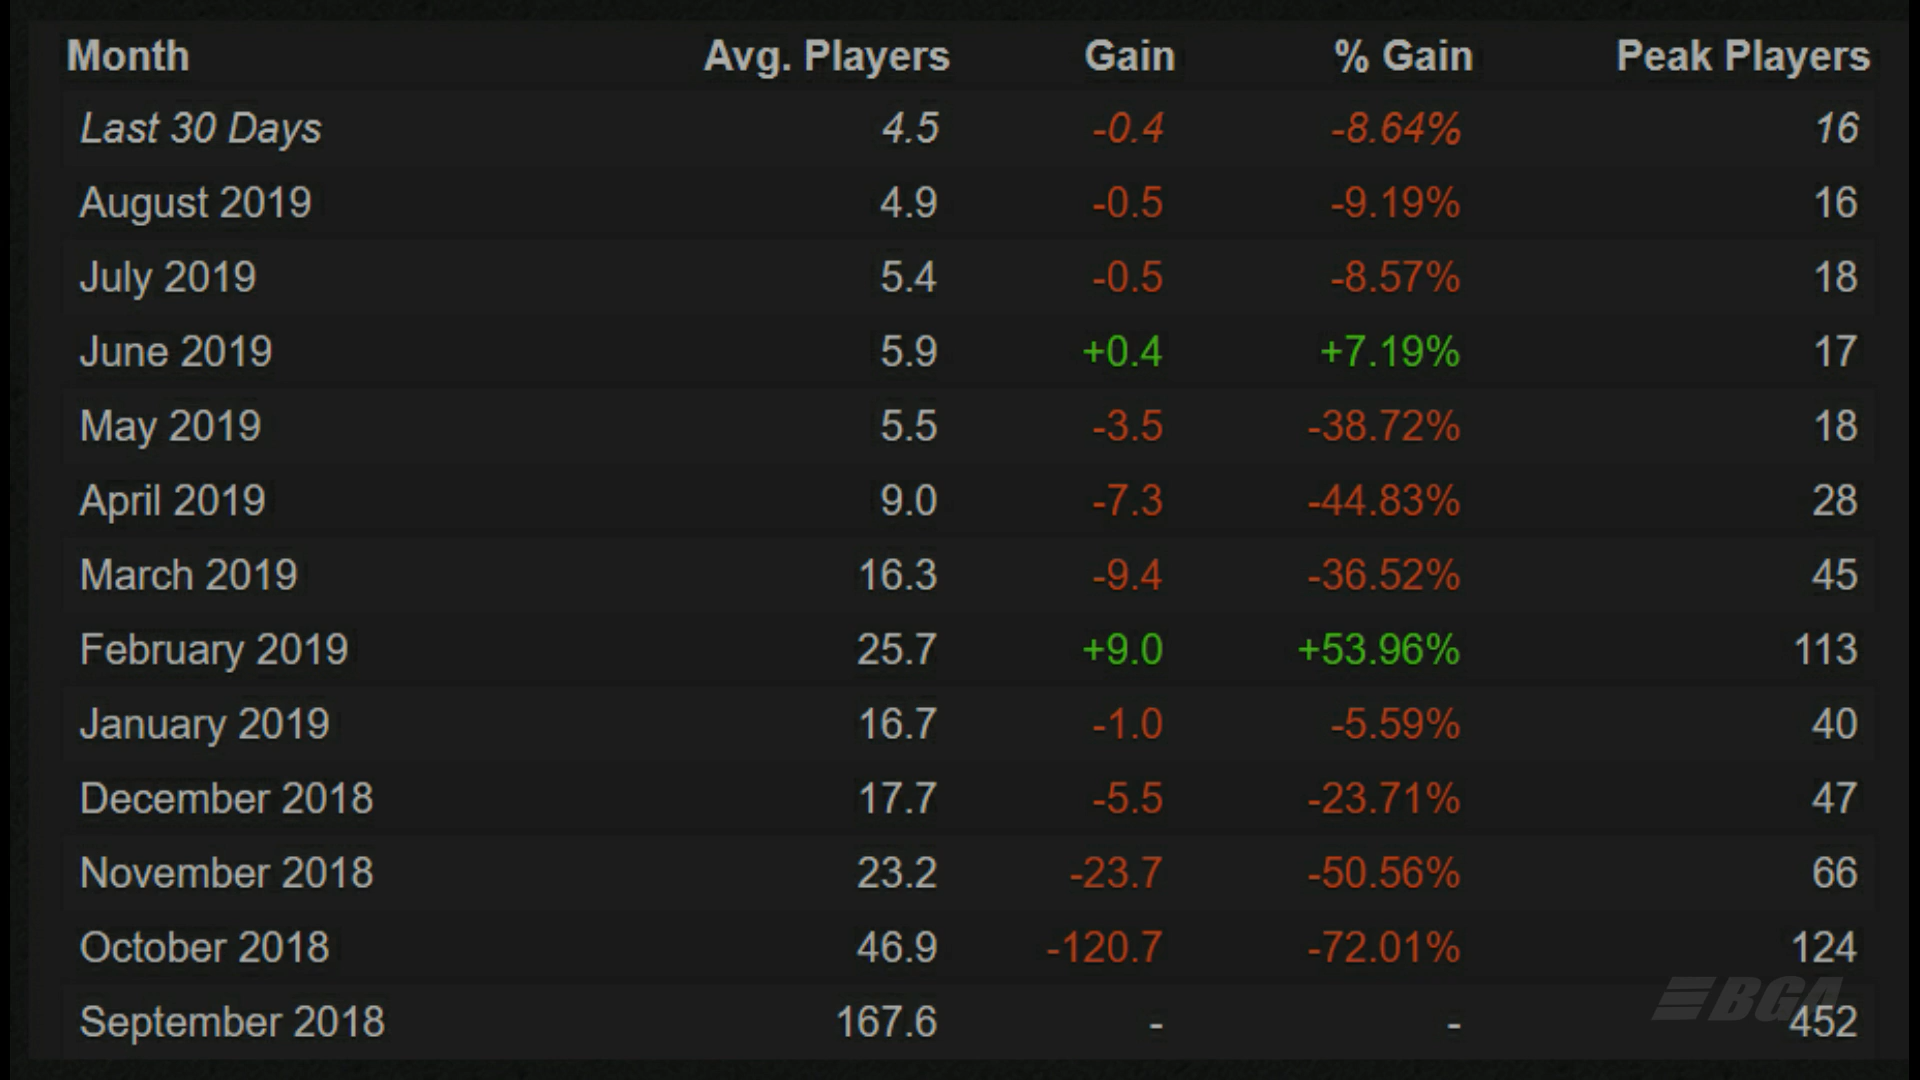 Month Avg. Players Gain % Gain Peak Players
Last 30 Days 4.5 -0.4 -8.64% 16
August 2019 4.9 -0.5 -9.19% 16
July 2019 5.4 -0.5 -8.57% 18
June 2019 5.9 +0.4 +7.19% 17
May 2019 5.5 -3.5 -38.72% 18
April 2019 9.0 -7.3 -44.83% 28
March 2019 16.3 -9.4 -36.52% 45
February 2019 25.7 +9.0 +53.96% 113
January 2019 16.7 -1.0 -5.59% 40
December 2018 17.7 -5.5 -23.71% 47
November 2018 23.2 -23.7 -50.56% 66
October 2018 46.9 -120.7 -72.01% 124
September 2018 167.6 - - 452
BGA